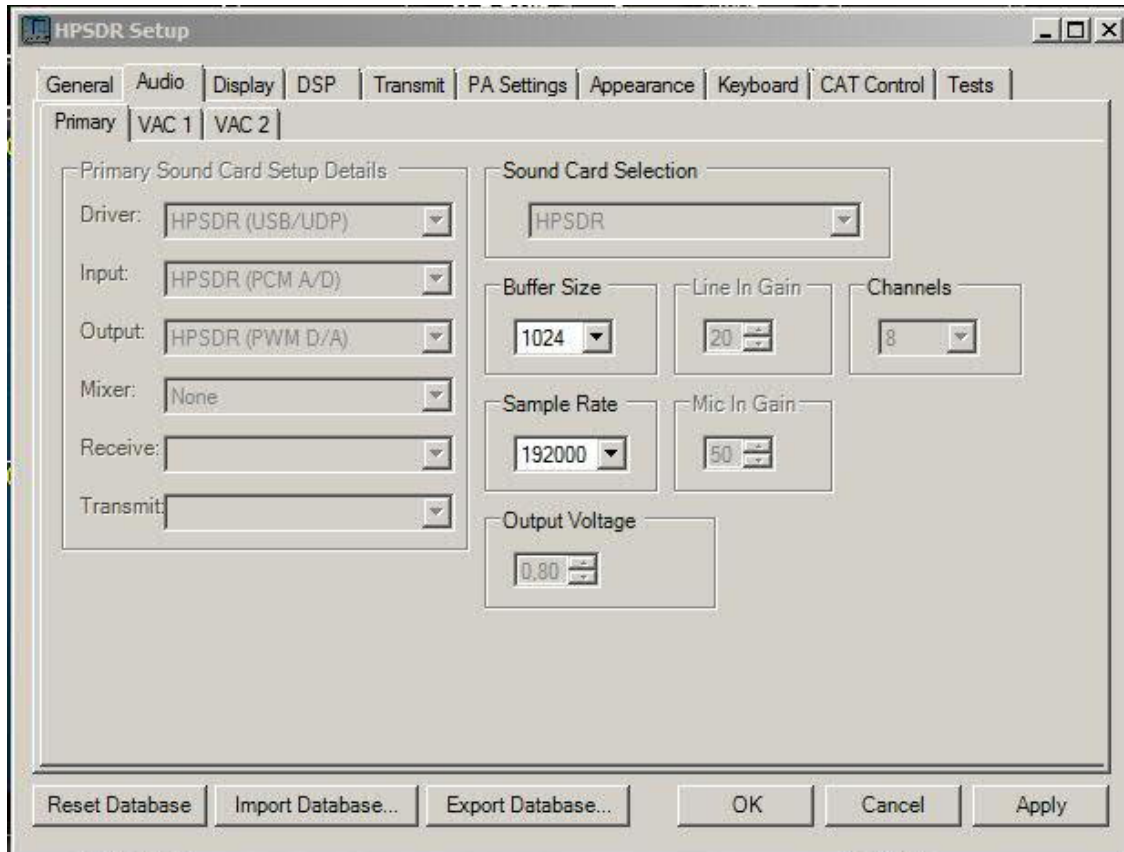 HPSDR Setup
General Audio Display DSP Transmit PA Settings Appearance Keyboard CAT Control Tests
Primary VAC 1 VAC 2
Primary Sound Card Setup Details
Driver: HPSDR (USB/UDP)
Input: HPSDR (PCM A/D)
Output: HPSDR (PWM D/A)
Mixer: None
Receive:
Transmit:
Sound Card Selection
HPSDR
Buffer Size Line In Gain Channels
1024 20 8
Sample Rate Mic In Gain
192000 50
Output Voltage
0,80
Reset Database Import Database... Export Database... OK Cancel Apply